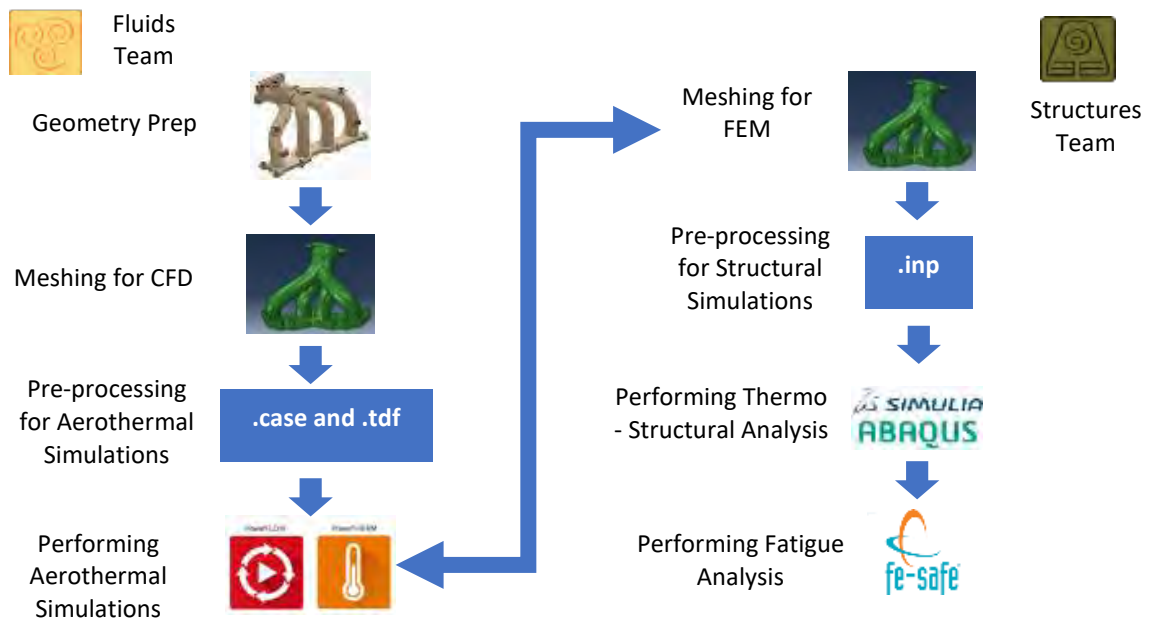 Fluids
Team
Geometry Prep
Meshing for CFD
Pre-processing
for Aerothermal
Simulations
.case and .tdf
Performing
Aerothermal
Simulations
Meshing for
FEM
Structures
Team
Pre-processing
for Structural
Simulations
.inp
Performing Thermo
- Structural Analysis
SIMULIA
ABAQUS
Performing Fatigue
Analysis
fe-safe